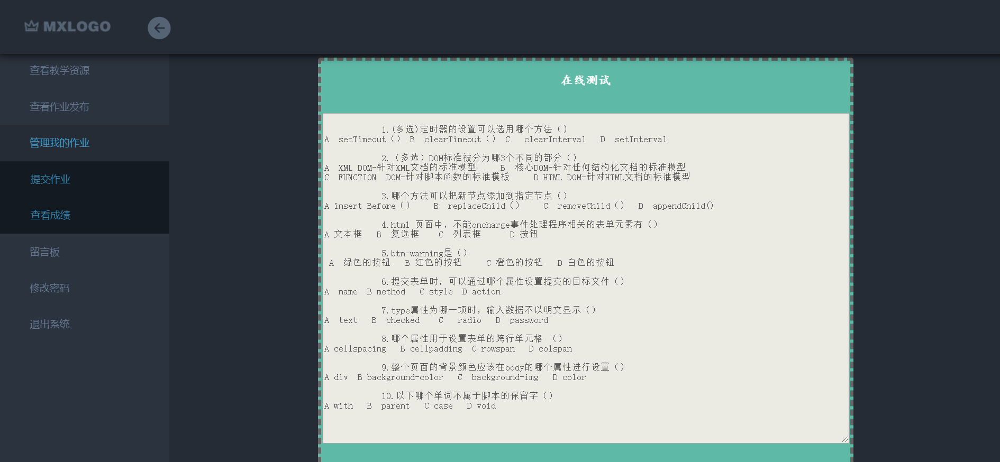 MXLOGO
查看教学资源
查看作业发布
管理我的作业
提交作业
查看成绩
留言板
修改密码
退出系统
在线测试
1.(多选)定时器的设置可以选用哪个方法（）
A  setTimeout（） B  clearTimeout（） C   clearInterval   D  setInterval
2.（多选）DOM标准被分为哪3个不同的部分（）
A  XML DOM-针对XML文档的标准模型     B  核心DOM-针对任何结构化文档的标准模型
C  FUNCTION  DOM-针对脚本函数的标准模板     D HTML DOM-针对HTML文档的标准模型
3.哪个方法可以把新节点添加到指定节点（）
A insert Before（）    B  replaceChild（）    C  removeChild（）  D  appendChild()
4.html 页面中，不能oncharge事件处理程序相关的表单元素有（）
A 文本框   B  复选框    C  列表框      D 按钮
5.btn-warning是（）
A  绿色的按钮   B 红色的按钮     C 橙色的按钮   D 白色的按钮
6.提交表单时，可以通过哪个属性设置提交的目标文件（）
A  name  B method   C style  D action
7.type属性为哪一项时，输入数据不以明文显示（）
A  text   B  checked    C   radio   D  password
8.哪个属性用于设置表单的跨行单元格 （）
A cellspacing   B cellpadding  C rowspan   D colspan
9.整个页面的背景颜色应该在body的哪个属性进行设置（）
A div  B background-color   C  background-img   D color
10.以下哪个单词不属于脚本的保留字（）
A with   B  parent   C case   D void